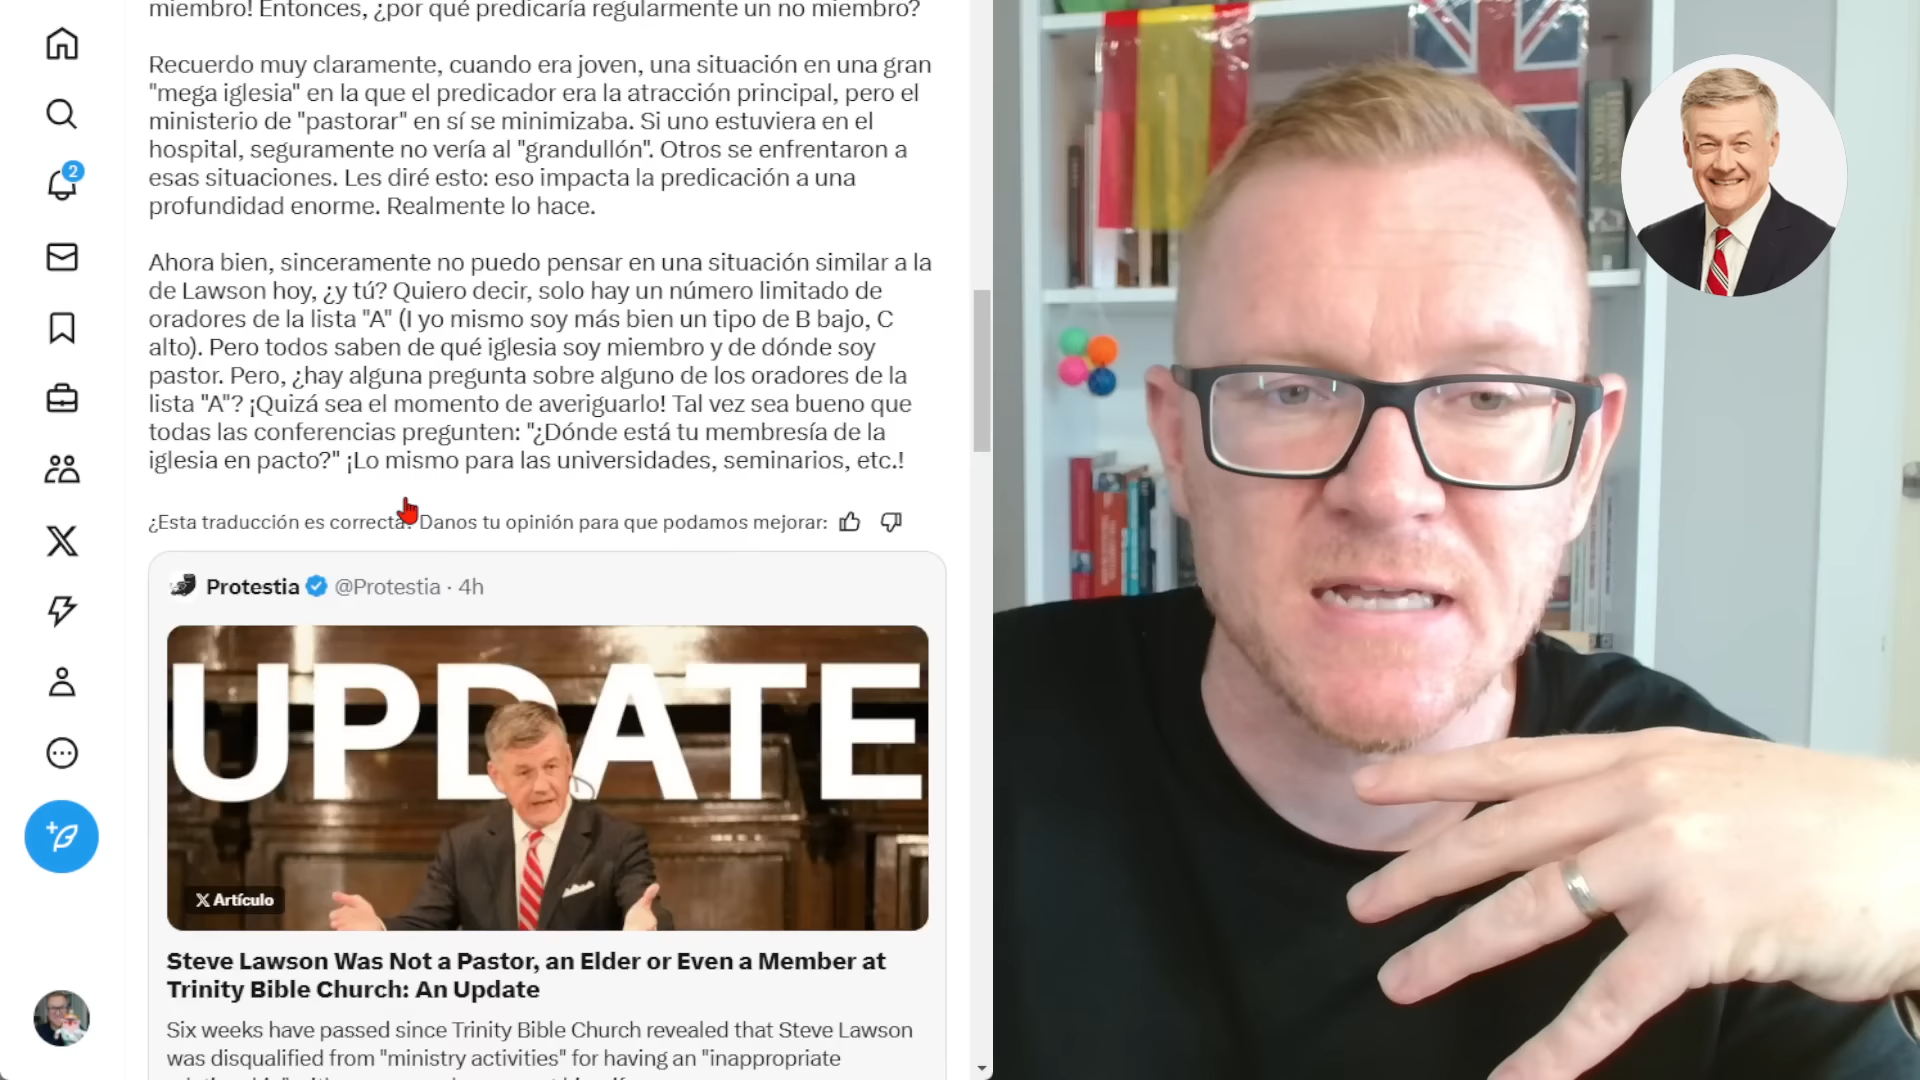 miembro! Entonces, ¿por qué predicaría regularmente un no miembro?
Recuerdo muy claramente, cuando era joven, una situación en una gran
"mega iglesia" en la que el predicador era la atracción principal, pero el
ministerio de "pastorar" en sí se minimizaba. Si uno estuviera en el
hospital, seguramente no vería al "grandullón". Otros se enfrentaron a
esas situaciones. Les diré esto: eso impacta la predicación a una
profundidad enorme. Realmente lo hace.
Ahora bien, sinceramente no puedo pensar en una situación similar a la
de Lawson hoy, ¿y tú? Quiero decir, solo hay un número limitado de
oradores de la lista "A" (I yo mismo soy más bien un tipo de B bajo, C
alto). Pero todos saben de qué iglesia soy miembro y de dónde soy
pastor. Pero, ¿hay alguna pregunta sobre alguno de los oradores de la
lista "A"? ¡Quizá sea el momento de averiguarlo! Tal vez sea bueno que
todas las conferencias pregunten: "¿Dónde está tu membresía de la
iglesia en pacto?" ¡Lo mismo para las universidades, seminarios, etc.!
¿Esta traducción es correcta? Danos tu opinión para que podamos mejorar:
2
Protestia @Protestia · 4h
UPDATE
X Artículo
Steve Lawson Was Not a Pastor, an Elder or Even a Member at
Trinity Bible Church: An Update
Six weeks have passed since Trinity Bible Church revealed that Steve Lawson
was disqualified from "ministry activities" for having an "inappropriate